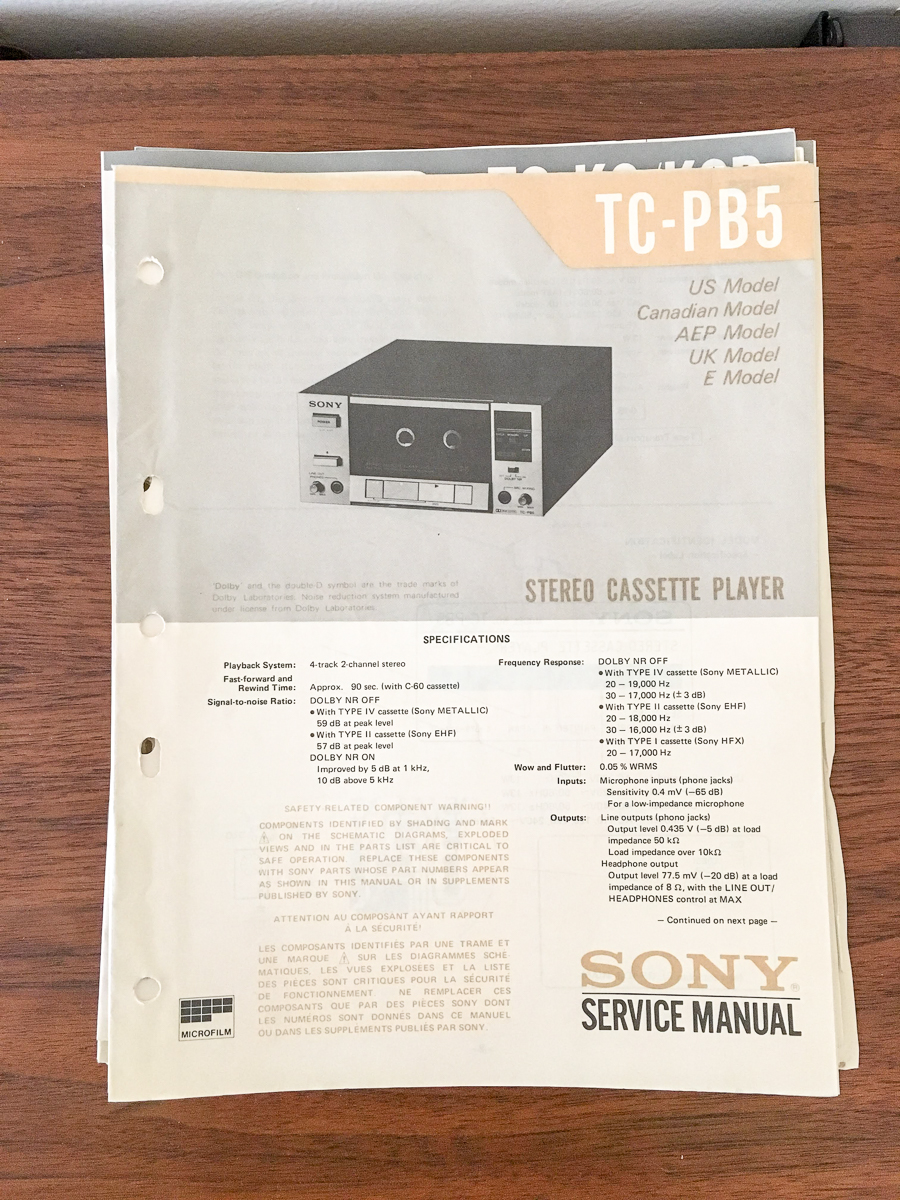 TC-PB5
US Model
Canadian Model
AEP Model
UK Model
E Model
SONY
POWER
DOLBY NR
TC-PB5
'Dolby' and the double-D symbol are the trade marks of
Dolby Laboratories. Noise reduction system manufactured
under license from Dolby Laboratories.
STEREO CASSETTE PLAYER
SPECIFICATIONS
Playback System: 4-track 2-channel stereo
Fast-forward and
Rewind Time: Approx. 90 sec. (with C-60 cassette)
Signal-to-noise Ratio: DOLBY NR OFF
● With TYPE IV cassette (Sony METALLIC)
59 dB at peak level
● With TYPE II cassette (Sony EHF)
57 dB at peak level
DOLBY NR ON
Improved by 5 dB at 1 kHz,
10 dB above 5 kHz
SAFETY RELATED COMPONENT WARNING!!
COMPONENTS IDENTIFIED BY SHADING AND MARK
⚠ ON THE SCHEMATIC DIAGRAMS, EXPLODED
VIEWS AND IN THE PARTS LIST ARE CRITICAL TO
SAFE OPERATION. REPLACE THESE COMPONENTS
WITH SONY PARTS WHOSE PART NUMBERS APPEAR
AS SHOWN IN THIS MANUAL OR IN SUPPLEMENTS
PUBLISHED BY SONY.
ATTENTION AU COMPOSANT AYANT RAPPORT
À LA SÉCURITÉ!
LES COMPOSANTS IDENTIFIÉS PAR UNE TRAME ET
UNE MARQUE ⚠ SUR LES DIAGRAMMES SCHÉ-
MATIQUES, LES VUES EXPLOSÉES ET LA LISTE
DES PIÈCES SONT CRITIQUES POUR LA SÉCURITÉ
DE FONCTIONNEMENT. NE REMPLACER CES
COMPOSANTS QUE PAR DES PIÈCES SONY DONT
LES NUMÉROS SONT DONNÉS DANS CE MANUEL
OU DANS LES SUPPLÉMENTS PUBLIÉS PAR SONY.
MICROFILM
Frequency Response: DOLBY NR OFF
● With TYPE IV cassette (Sony METALLIC)
20 – 19,000 Hz
30 – 17,000 Hz (± 3 dB)
● With TYPE II cassette (Sony EHF)
20 – 18,000 Hz
30 – 16,000 Hz (± 3 dB)
● With TYPE I cassette (Sony HFX)
20 – 17,000 Hz
Wow and Flutter: 0.05 % WRMS
Inputs: Microphone inputs (phone jacks)
Sensitivity 0.4 mV (–65 dB)
For a low-impedance microphone
Outputs: Line outputs (phono jacks)
Output level 0.435 V (–5 dB) at load
impedance 50 kΩ
Load impedance over 10kΩ
Headphone output
Output level 77.5 mV (–20 dB) at a load
impedance of 8 Ω, with the LINE OUT/
HEADPHONES control at MAX
– Continued on next page –
SONY®
SERVICE MANUAL